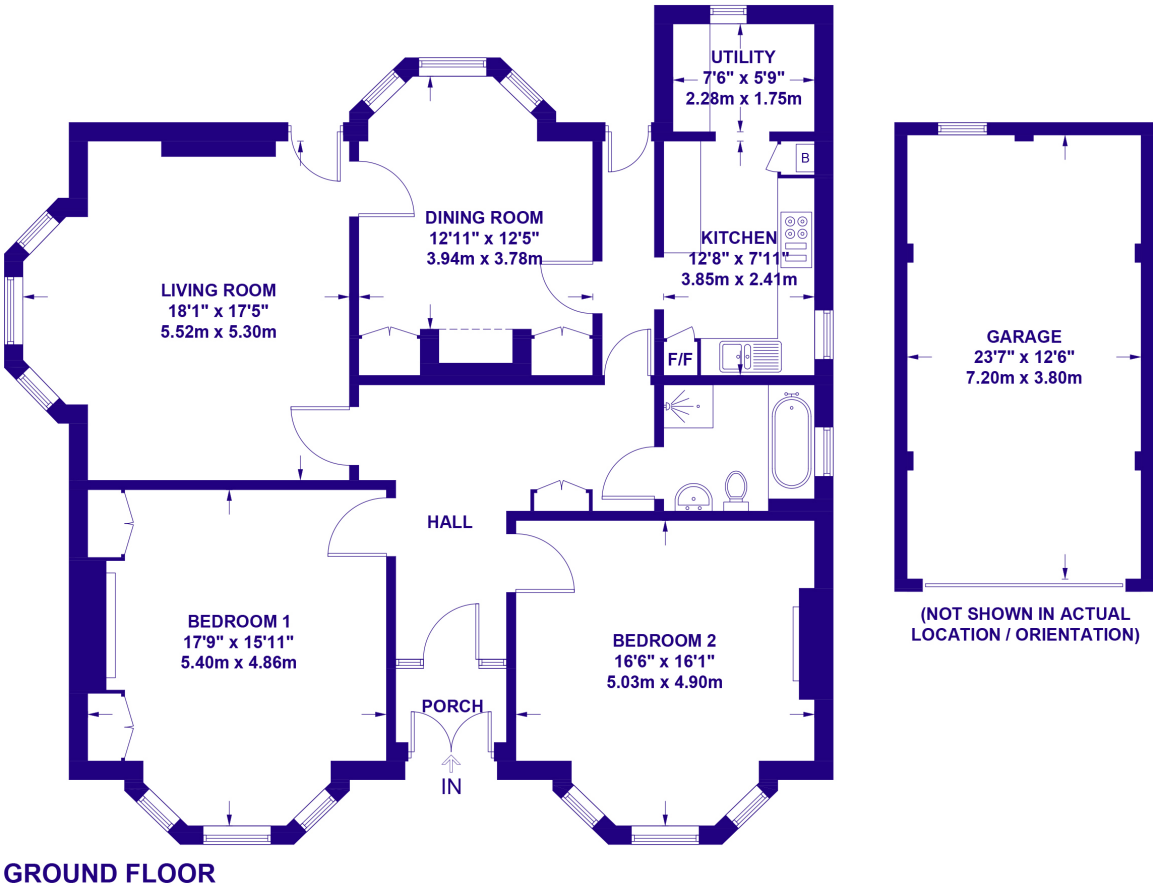 UTILITY
7'6" x 5'9"
2.28m x 1.75m
B
DINING ROOM
12'11" x 12'5"
3.94m x 3.78m
KITCHEN
12'8" x 7'11"
3.85m x 2.41m
LIVING ROOM
18'1" x 17'5"
5.52m x 5.30m
F/F
GARAGE
23'7" x 12'6"
7.20m x 3.80m
(NOT SHOWN IN ACTUAL
LOCATION / ORIENTATION)
HALL
BEDROOM 1
17'9" x 15'11"
5.40m x 4.86m
BEDROOM 2
16'6" x 16'1"
5.03m x 4.90m
PORCH
IN
GROUND FLOOR